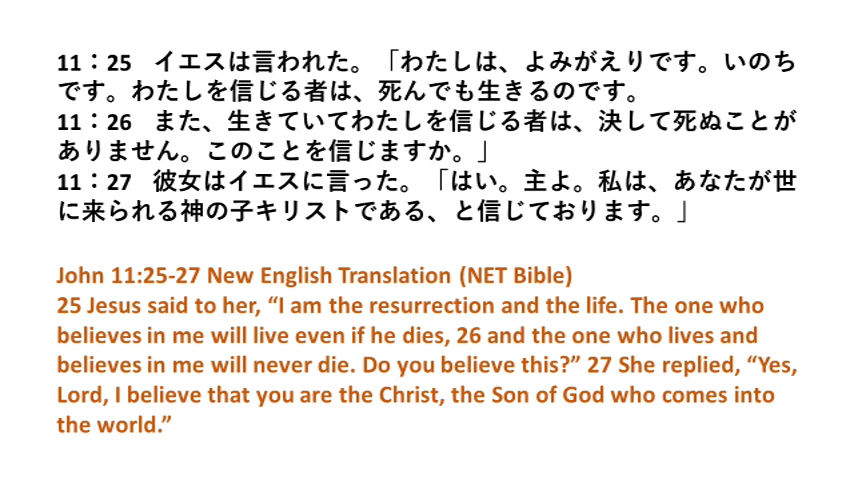 11：25　イエスは言われた。「わたしは、よみがえりです。いのち
です。わたしを信じる者は、死んでも生きるのです。
11：26　また、生きていてわたしを信じる者は、決して死ぬことが
ありません。このことを信じますか。」
11：27　彼女はイエスに言った。「はい。主よ。私は、あなたが世
に来られる神の子キリストである、と信じております。」
John 11:25-27 New English Translation (NET Bible)
25 Jesus said to her, “I am the resurrection and the life. The one who
believes in me will live even if he dies, 26 and the one who lives and
believes in me will never die. Do you believe this?” 27 She replied, “Yes,
Lord, I believe that you are the Christ, the Son of God who comes into
the world.”